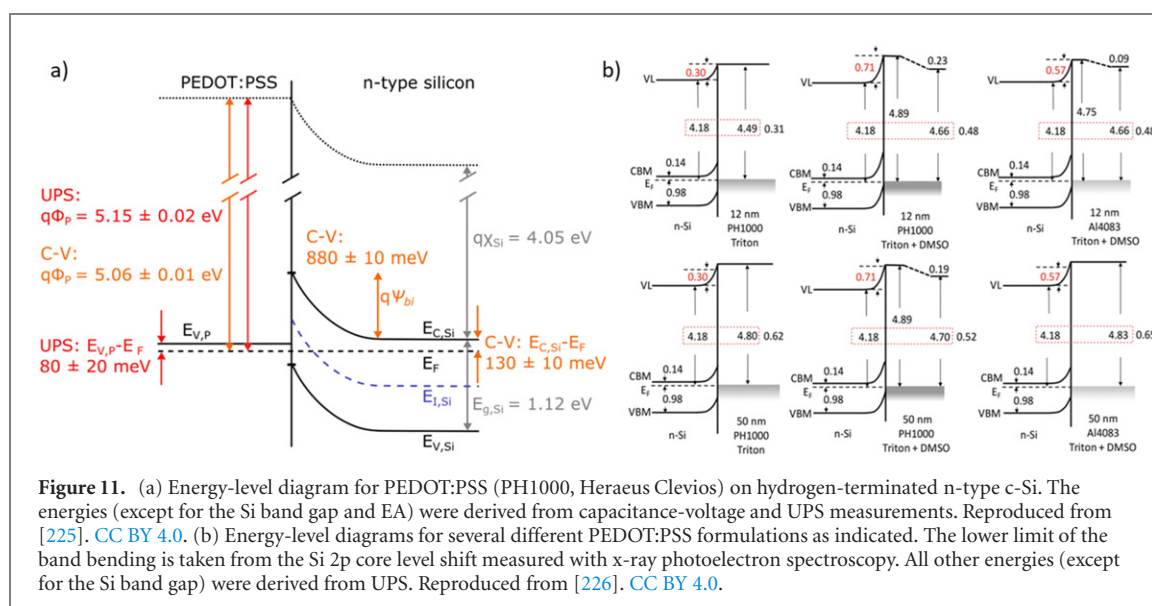 a)
PEDOT:PSS
n-type silicon
UPS:
qΦP = 5.15 ± 0.02 eV
C-V:
qΦP = 5.06 ± 0.01 eV
C-V:
880 ± 10 meV
qψbi
qχSi = 4.05 eV
EV,P
UPS: EV,P-EF
80 ± 20 meV
EC,Si
EF
EI,Si
EV,Si
C-V: EC,Si-EF
130 ± 10 meV
Eg,Si = 1.12 eV
b)
VL
0.30
4.18
4.49
0.31
CBM
0.14
EF
0.98
VBM
n-Si
12 nm
PH1000
Triton
VL
0.71
0.23
4.89
4.18
4.66
0.48
CBM
0.14
EF
0.98
VBM
n-Si
12 nm
PH1000
Triton + DMSO
VL
0.57
0.09
4.75
4.18
4.66
0.48
CBM
0.14
EF
0.98
VBM
n-Si
12 nm
Al4083
Triton + DMSO
VL
0.30
4.18
4.80
0.62
CBM
0.14
EF
0.98
VBM
n-Si
50 nm
PH1000
Triton
VL
0.71
0.19
4.89
4.18
4.70
0.52
CBM
0.14
EF
0.98
VBM
n-Si
50 nm
PH1000
Triton + DMSO
VL
0.57
4.18
4.83
0.65
CBM
0.14
EF
0.98
VBM
n-Si
50 nm
Al4083
Triton + DMSO
Figure 11. (a) Energy-level diagram for PEDOT:PSS (PH1000, Heraeus Clevios) on hydrogen-terminated n-type c-Si. The
energies (except for the Si band gap and EA) were derived from capacitance-voltage and UPS measurements. Reproduced from
[225]. CC BY 4.0. (b) Energy-level diagrams for several different PEDOT:PSS formulations as indicated. The lower limit of the
band bending is taken from the Si 2p core level shift measured with x-ray photoelectron spectroscopy. All other energies (except
for the Si band gap) were derived from UPS. Reproduced from [226]. CC BY 4.0.